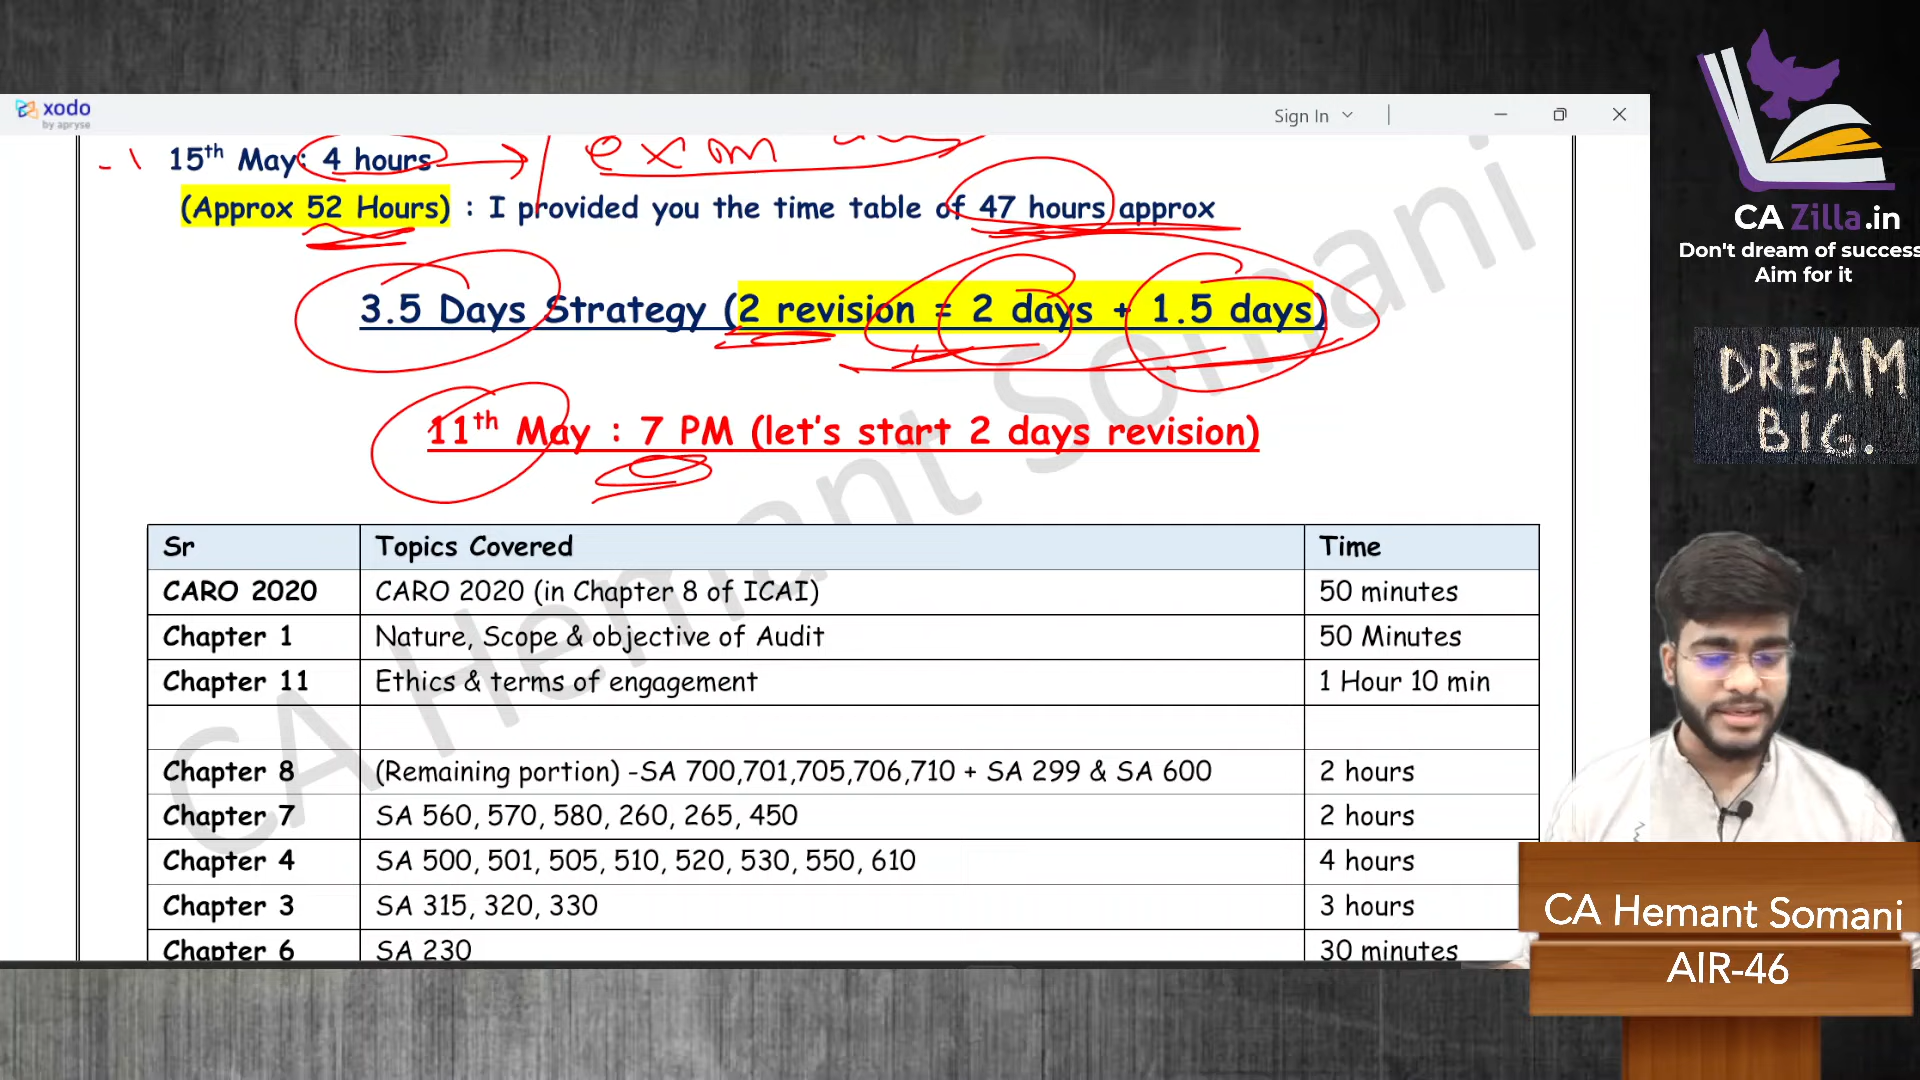 xodo
by apryse
Sign In
- 1 15th May: 4 hours → exam
(Approx 52 Hours) : I provided you the time table of 47 hours approx
3.5 Days Strategy (2 revision = 2 days + 1.5 days)
11th May : 7 PM (let's start 2 days revision)
Sr Topics Covered Time
CARO 2020 CARO 2020 (in Chapter 8 of ICAI) 50 minutes
Chapter 1 Nature, Scope & objective of Audit 50 Minutes
Chapter 11 Ethics & terms of engagement 1 Hour 10 min
Chapter 8 (Remaining portion) -SA 700,701,705,706,710 + SA 299 & SA 600 2 hours
Chapter 7 SA 560, 570, 580, 260, 265, 450 2 hours
Chapter 4 SA 500, 501, 505, 510, 520, 530, 550, 610 4 hours
Chapter 3 SA 315, 320, 330 3 hours
Chapter 6 SA 230 30 minutes
CA Hemant Somani
CA Zilla.in
Don't dream of success
Aim for it
DREAM
BIG.
CA Hemant Somani
AIR-46